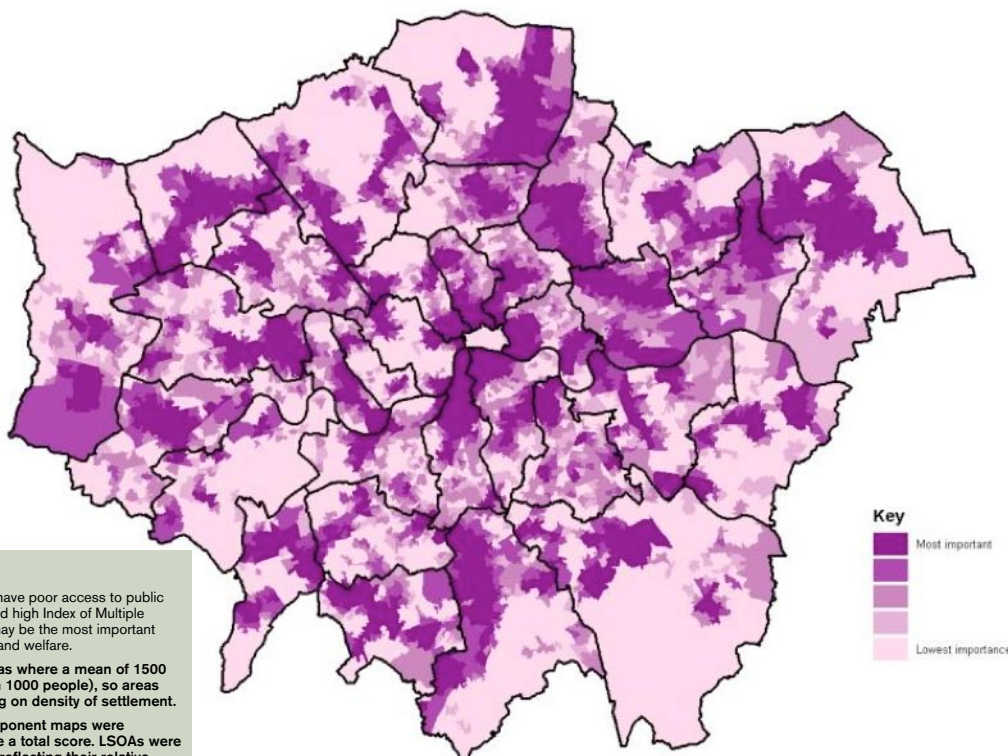 Key
Most important
Lowest importance
have poor access to public
d high Index of Multiple
may be the most important
and welfare.
as where a mean of 1500
1000 people), so areas
g on density of settlement.
ponent maps were
e a total score. LSOAs were
reflecting their relative